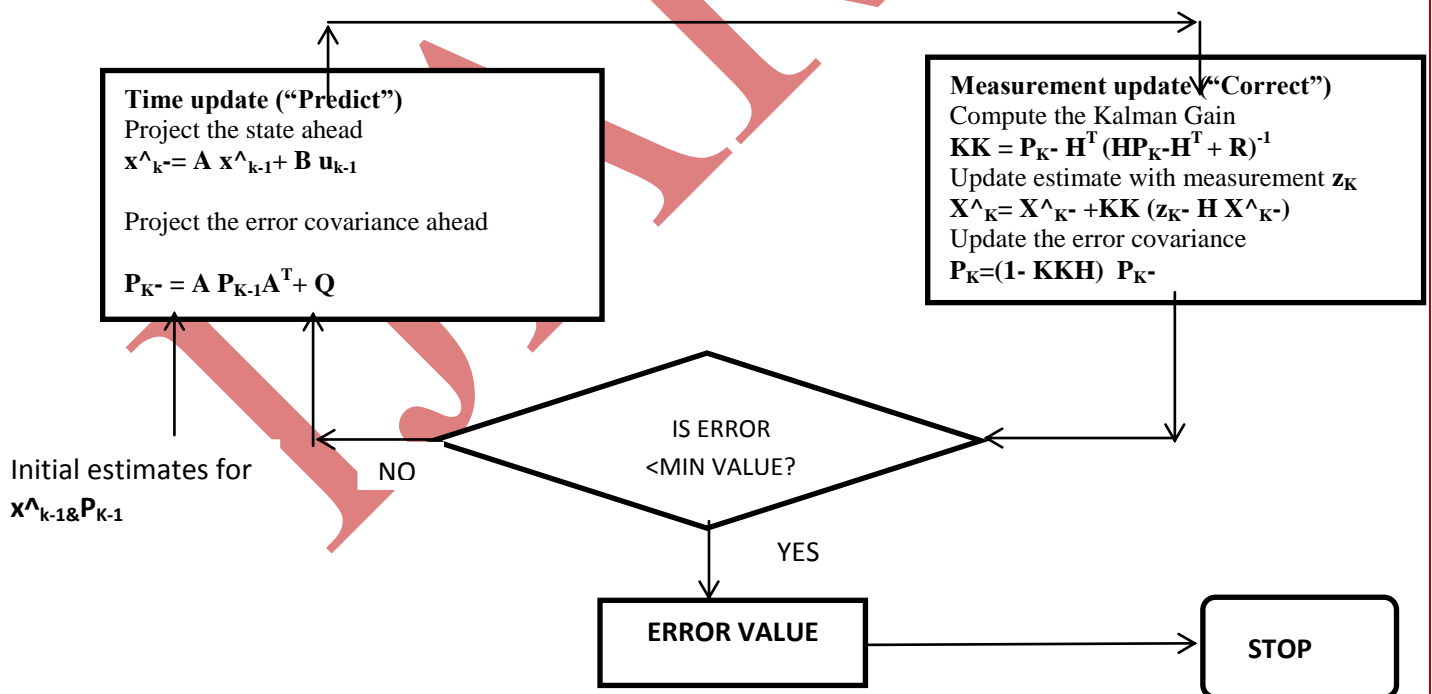 Time update (“Predict”)
Project the state ahead
x^k-= A x^k-1+ B uk-1
Project the error covariance ahead
PK- = A PK-1AT+ Q
Measurement update (“Correct”)
Compute the Kalman Gain
KK = PK- HT (HPK-HT + R)-1
Update estimate with measurement zK
X^K= X^K- +KK (zK- H X^K-)
Update the error covariance
PK=(1- KKH) PK-
IS ERROR
<MIN VALUE?
NO
Initial estimates for
x^k-1&PK-1
YES
ERROR VALUE
STOP